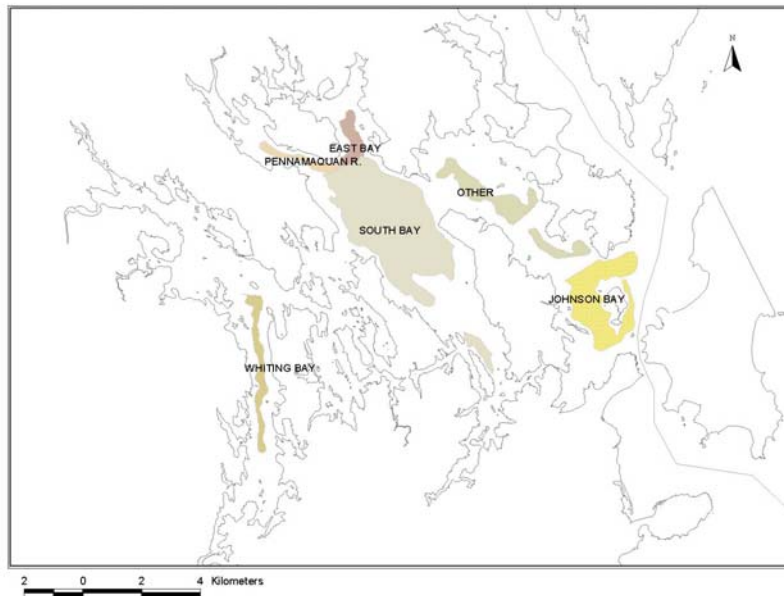 N
EAST BAY
PENNAMAQUAN R.
OTHER
SOUTH BAY
JOHNSON BAY
WHITING BAY
2 0 2 4 Kilometers